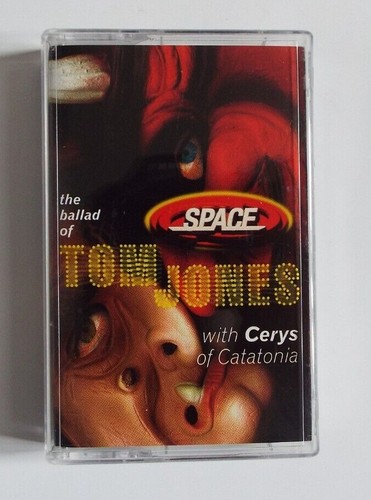 the
ballad
of
SPACE
TOM
JONES
with Cerys
of Catatonia